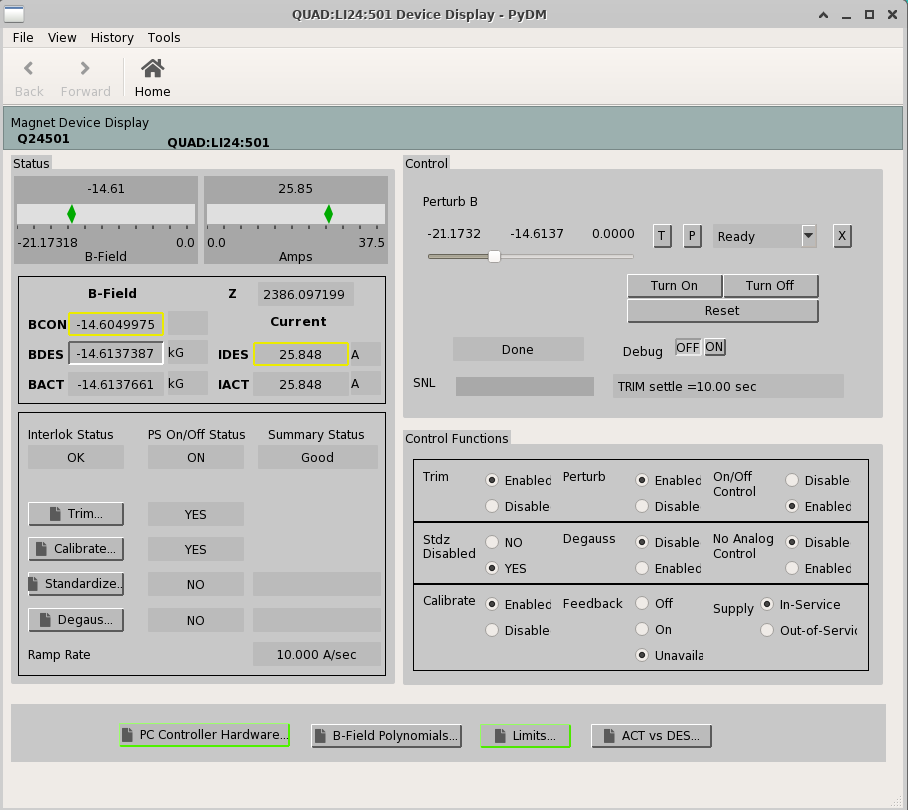 QUAD:LI24:501 Device Display - PyDM
File View History Tools
Back Forward Home
Magnet Device Display
Q24501
QUAD:LI24:501
Status
-14.61
-21.17318 0.0
B-Field
25.85
0.0 37.5
Amps
B-Field Z 2386.097199
Current
BCON -14.6049975
BDES -14.6137387 kG IDES 25.848 A
BACT -14.6137661 kG IACT 25.848 A
Interlok Status PS On/Off Status Summary Status
OK ON Good
Trim... YES
Calibrate... YES
Standardize.. NO
Degaus... NO
Ramp Rate 10.000 A/sec
Control
Perturb B
-21.1732 -14.6137 0.0000 T P Ready X
Turn On Turn Off
Reset
Done Debug OFF ON
SNL TRIM settle =10.00 sec
Control Functions
Trim Enabled Disable
Perturb Enabled Disable
On/Off Control Disable Enabled
Stdz Disabled NO YES
Degauss Disable Enabled
No Analog Control Disable Enabled
Calibrate Enabled Disable
Feedback Off On Unavaila
Supply In-Service Out-of-Servic
PC Controller Hardware... B-Field Polynomials... Limits... ACT vs DES...